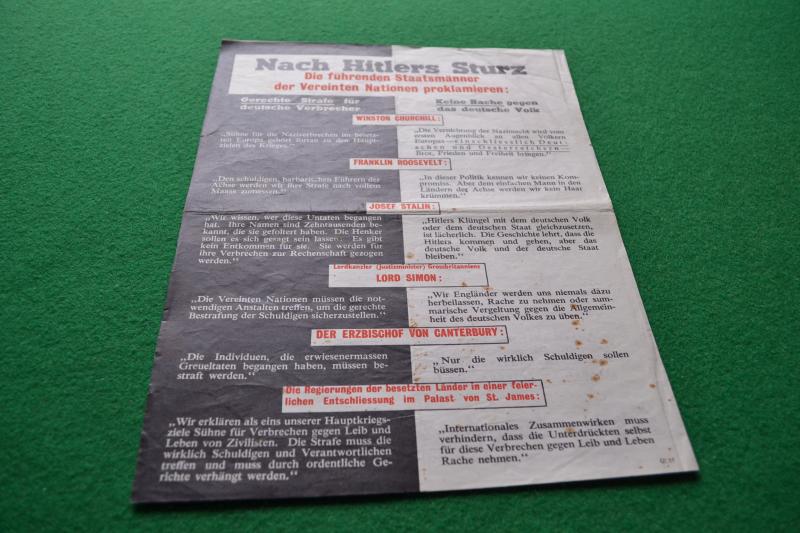 Nach Hitlers Sturz
Die führenden Staatsmänner
der Vereinten Nationen proklamieren:
Gerechte Strafe für
deutsche Verbrecher
Keine Rache gegen
das deutsche Volk
WINSTON CHURCHILL:
„Sühne für die Naziverbrechen im besetz-
ten Europa gehört fortan zu den Haupt-
zielen des Krieges."
„Die Vernichtung der Nazimacht wird vom
ersten Augenblick an allen Völkern
Europas—einschliesslich Deut-
schen und Oesterreichern—
Brot, Frieden und Freiheit bringen."
FRANKLIN ROOSEVELT:
„Den schuldigen, barbarischen Führern der
Achse werden wir ihre Strafe nach vollem
Maass zumessen."
„In dieser Politik kennen wir keinen Kom-
promiss. Aber dem einfachen Mann in den
Ländern der Achse werden wir kein Haar
krümmen."
JOSEF STALIN:
„Wir wissen, wer diese Untaten begangen
hat. Ihre Namen sind Zehntausenden be-
kannt, die sie gefoltert haben. Die Henker
sollen es sich gesagt sein lassen: Es gibt
kein Entkommen für sie. Sie werden für
ihre Verbrechen zur Rechenschaft gezogen
werden."
„Hitlers Klüngel mit dem deutschen Volk
oder dem deutschen Staat gleichzusetzen,
ist lächerlich. Die Geschichte lehrt, dass die
Hitlers kommen und gehen, aber das
deutsche Volk und der deutsche Staat
bleiben."
Lordkanzler (Justizminister) Grossbritanniens
LORD SIMON:
„Die Vereinten Nationen müssen die not-
wendigen Anstalten treffen, um die gerechte
Bestrafung der Schuldigen sicherzustellen."
„Wir Engländer werden uns niemals dazu
herbeilassen, Rache zu nehmen oder sum-
marische Vergeltung gegen die Allgemein-
heit des deutschen Volkes zu üben."
DER ERZBISCHOF VON CANTERBURY:
„Die Individuen, die erwiesenermassen
Greueltaten begangen haben, müssen be-
straft werden."
„Nur die wirklich Schuldigen sollen
büssen."
Die Regierungen der besetzten Länder in einer feier-
lichen Entschliessung im Palast von St. James:
„Wir erklären als eins unserer Hauptkriegs-
ziele Sühne für Verbrechen gegen Leib und
Leben von Zivilisten. Die Strafe muss die
wirklich Schuldigen und Verantwortlichen
treffen und muss durch ordentliche Ge-
richte verhängt werden."
„Internationales Zusammenwirken muss
verhindern, dass die Unterdrückten selbst
für diese Verbrechen gegen Leib und Leben
Rache nehmen."